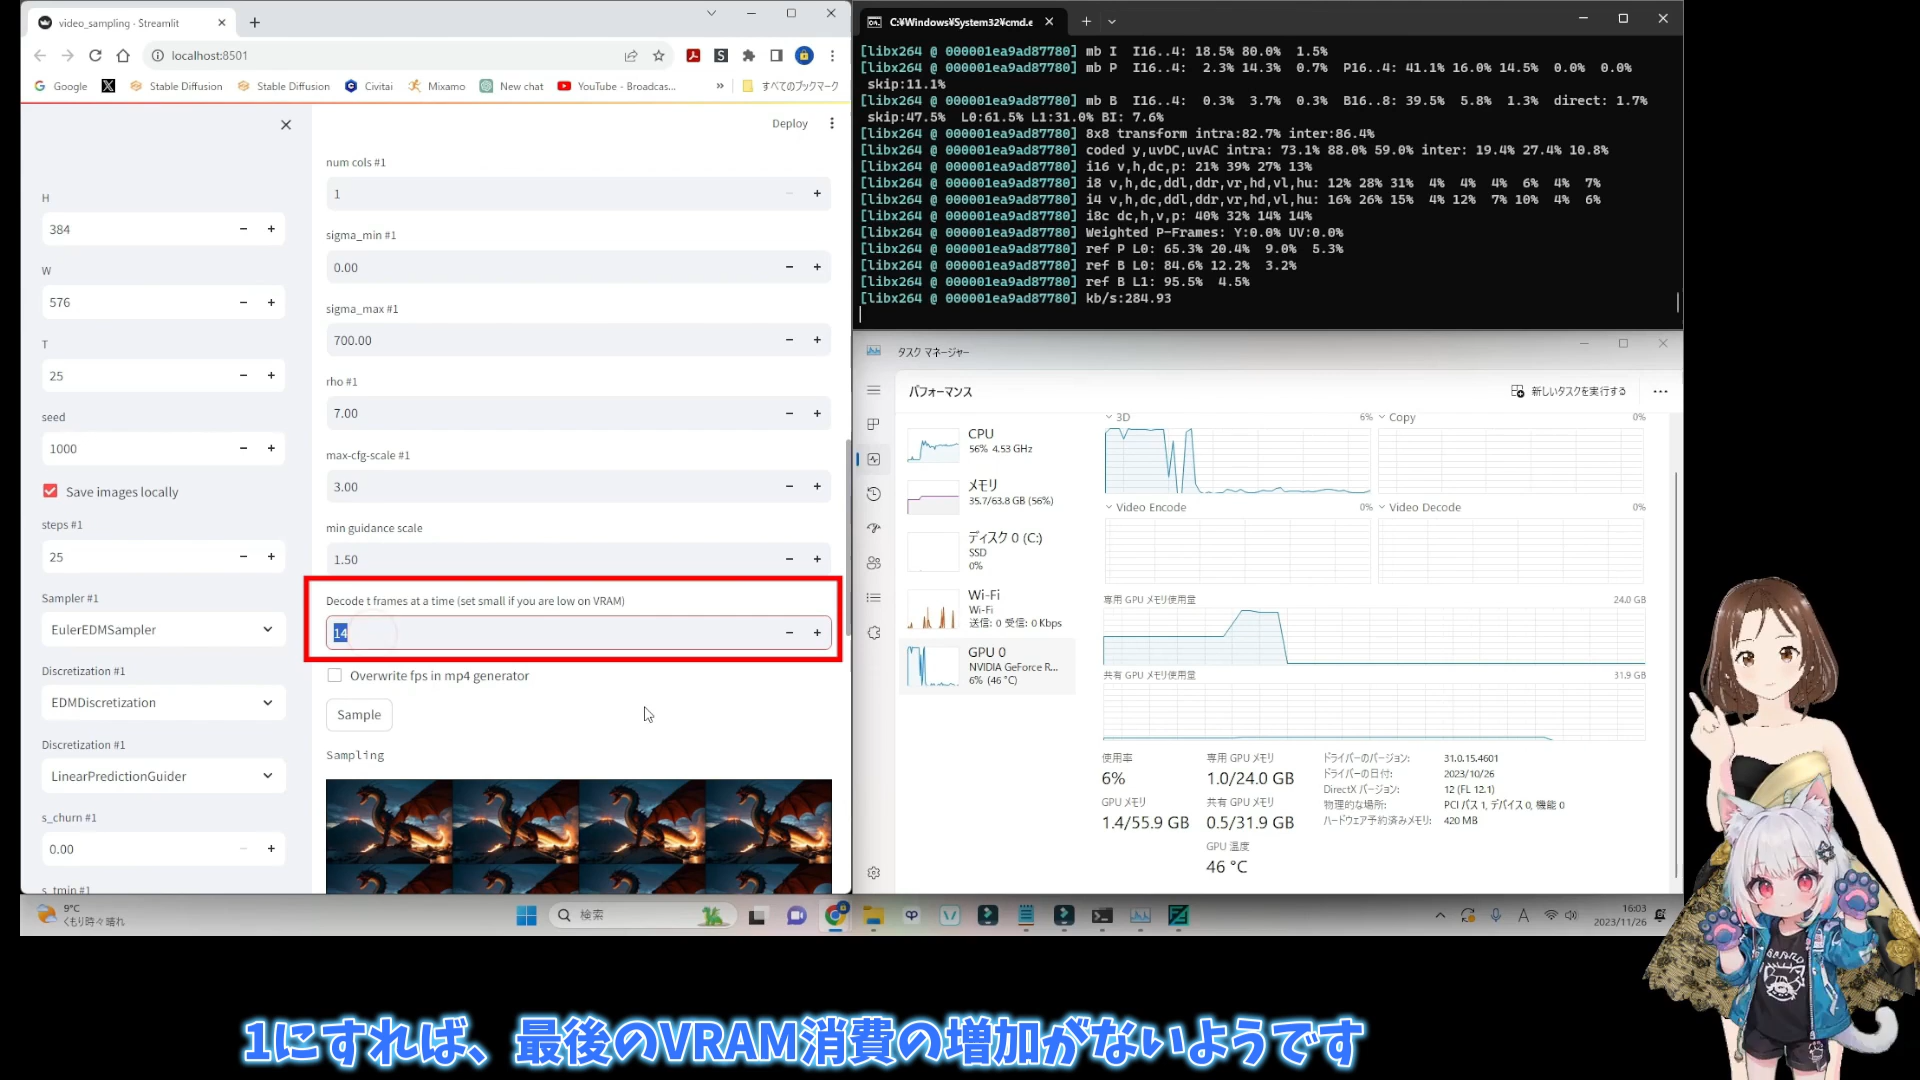 video_sampling · Streamlit
localhost:8501
Google
Stable Diffusion
Stable Diffusion
Civitai
Mixamo
New chat
YouTube - Broadcas...
»
すべてのブックマーク
Deploy
H
384
W
576
T
25
seed
1000
Save images locally
steps #1
25
Sampler #1
EulerEDMSampler
Discretization #1
EDMDiscretization
Discretization #1
LinearPredictionGuider
s_churn #1
0.00
s_tmin #1
num cols #1
1
sigma_min #1
0.00
sigma_max #1
700.00
rho #1
7.00
max-cfg-scale #1
3.00
min guidance scale
1.50
Decode t frames at a time (set small if you are low on VRAM)
14
Overwrite fps in mp4 generator
Sample
Sampling
C:¥Windows¥System32¥cmd.e
[libx264 @ 000001ea9ad87780] mb I  I16..4: 18.5% 80.0%  1.5%
[libx264 @ 000001ea9ad87780] mb P  I16..4:  2.3% 14.3%  0.7%  P16..4: 41.1% 16.0% 14.5%  0.0%  0.0%
skip:11.1%
[libx264 @ 000001ea9ad87780] mb B  I16..4:  0.3%  3.7%  0.3%  B16..8: 39.5%  5.8%  1.3%  direct: 1.7%
skip:47.5%  L0:61.5% L1:31.0% BI: 7.6%
[libx264 @ 000001ea9ad87780] 8x8 transform intra:82.7% inter:86.4%
[libx264 @ 000001ea9ad87780] coded y,uvDC,uvAC intra: 73.1% 88.0% 59.0% inter: 19.4% 27.4% 10.8%
[libx264 @ 000001ea9ad87780] i16 v,h,dc,p: 21% 39% 27% 13%
[libx264 @ 000001ea9ad87780] i8 v,h,dc,ddl,ddr,vr,hd,vl,hu: 12% 28% 31%  4%  4%  4%  6%  4%  7%
[libx264 @ 000001ea9ad87780] i4 v,h,dc,ddl,ddr,vr,hd,vl,hu: 16% 26% 15%  4% 12%  7% 10%  4%  6%
[libx264 @ 000001ea9ad87780] i8c dc,h,v,p: 40% 32% 14% 14%
[libx264 @ 000001ea9ad87780] Weighted P-Frames: Y:0.0% UV:0.0%
[libx264 @ 000001ea9ad87780] ref P L0: 65.3% 20.4%  9.0%  5.3%
[libx264 @ 000001ea9ad87780] ref B L0: 84.6% 12.2%  3.2%
[libx264 @ 000001ea9ad87780] ref B L1: 95.5%  4.5%
[libx264 @ 000001ea9ad87780] kb/s:284.93
タスク マネージャー
パフォーマンス
新しいタスクを実行する
CPU
56% 4.53 GHz
メモリ
35.7/63.8 GB (56%)
ディスク 0 (C:)
SSD
0%
Wi-Fi
Wi-Fi
送信: 0 受信: 0 Kbps
GPU 0
NVIDIA GeForce R...
6% (46 °C)
3D
6%
Copy
0%
Video Encode
0%
Video Decode
0%
専用 GPU メモリ使用量
24.0 GB
共有 GPU メモリ使用量
31.9 GB
使用率
6%
専用 GPU メモリ
1.0/24.0 GB
GPU メモリ
1.4/55.9 GB
共有 GPU メモリ
0.5/31.9 GB
GPU 温度
46 °C
ドライバーのバージョン: 31.0.15.4601
ドライバーの日付: 2023/10/26
DirectX バージョン: 12 (FL 12.1)
物理的な場所: PCI バス 1, デバイス 0, 機能 0
ハードウェア予約済みメモリ: 420 MB
9°C
くもり時々晴れ
検索
A
16:03
2023/11/26
1にすれば、最後のVRAM消費の増加がないようです